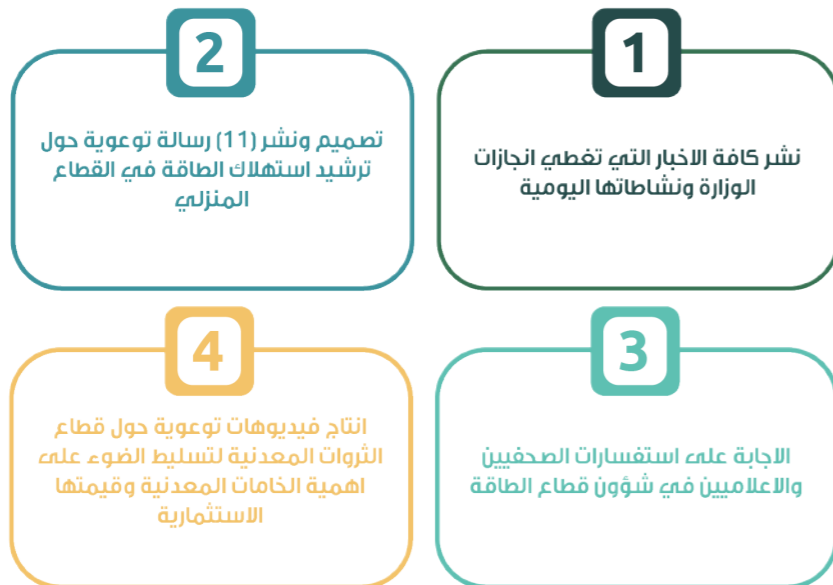 1
نشر كافة الاخبار التي تغطي انجازات
الوزارة ونشاطاتها اليومية
2
تصميم ونشر (11) رسالة توعوية حول
ترشيد استهلاك الطاقة في القطاع
المنزلي
3
الاجابة على استفسارات الصحفيين
والاعلاميين في شؤون قطاع الطاقة
4
انتاج فيديوهات توعوية حول قطاع
الثروات المعدنية لتسليط الضوء على
اهمية الخامات المعدنية وقيمتها
الاستثمارية